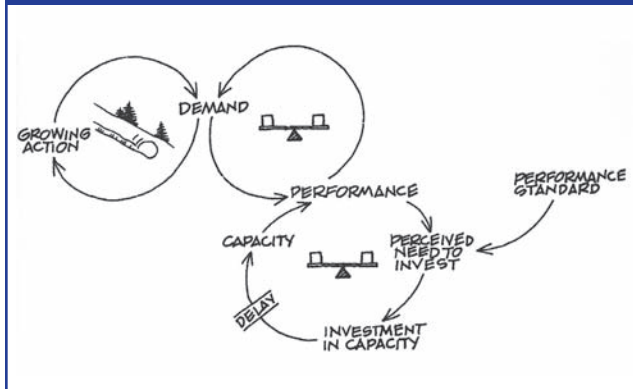 DEMAND
GROWING
ACTION
PERFORMANCE
PERFORMANCE
STANDARD
CAPACITY
PERCEIVED
NEED TO
INVEST
DELAY
INVESTMENT
IN CAPACITY